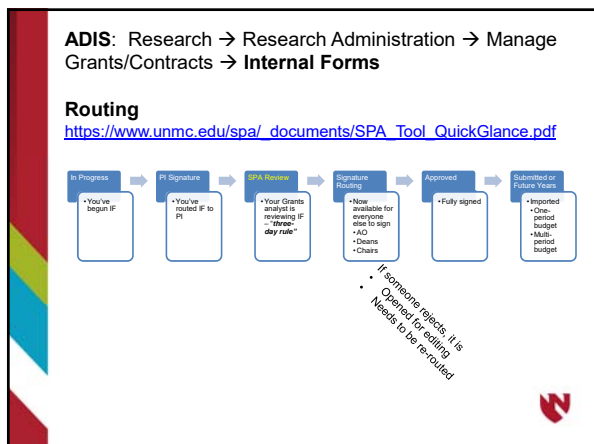 ADIS: Research → Research Administration → Manage
Grants/Contracts → Internal Forms
Routing
https://www.unmc.edu/spa/_documents/SPA_Tool_QuickGlance.pdf
In Progress
• You've
begun IF
PI Signature
• You've
routed IF to
PI
SPA Review
• Your Grants
analyst is
reviewing IF
– "three-
day rule"
Signature
Routing
• Now
available for
everyone
else to sign
• AO
• Deans
• Chairs
Approved
• Fully signed
Submitted or
Future Years
• Imported
• One-
period
budget
• Multi-
period
budget
If someone rejects, it is
• Opened for editing
• Needs to be re-routed
N